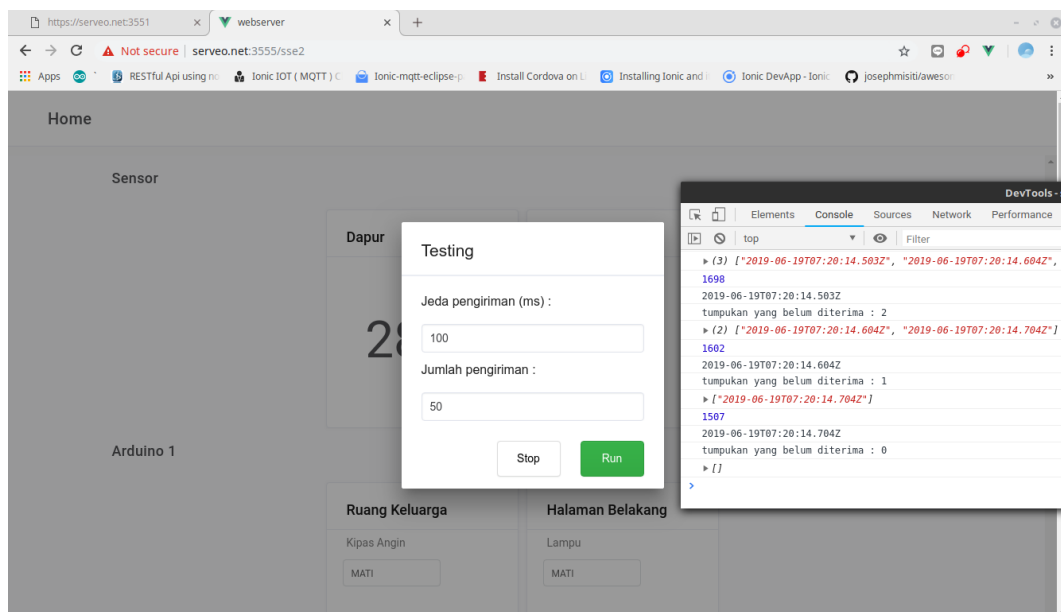 https://serveo.net:3551
webserver
Not secure
serveo.net:3555/sse2
Apps
RESTful Api using no
Ionic IOT ( MQTT )
Ionic-mqtt-eclipse-p
Install Cordova on
Installing Ionic and
Ionic DevApp - Ionic
josephmisiti/aweso
»
Home
Sensor
Dapur
28
Testing
Jeda pengiriman (ms) :
100
Jumlah pengiriman :
50
Stop
Run
Arduino 1
Ruang Keluarga
Halaman Belakang
Kipas Angin
Lampu
MATI
MATI
DevTools -
Elements Console Sources Network Performance
top
Filter
(3) ["2019-06-19T07:20:14.503Z", "2019-06-19T07:20:14.604Z",
1698
2019-06-19T07:20:14.503Z
tumpukan yang belum diterima : 2
(2) ["2019-06-19T07:20:14.604Z", "2019-06-19T07:20:14.704Z"]
1602
2019-06-19T07:20:14.604Z
tumpukan yang belum diterima : 1
["2019-06-19T07:20:14.704Z"]
1507
2019-06-19T07:20:14.704Z
tumpukan yang belum diterima : 0
[]
>